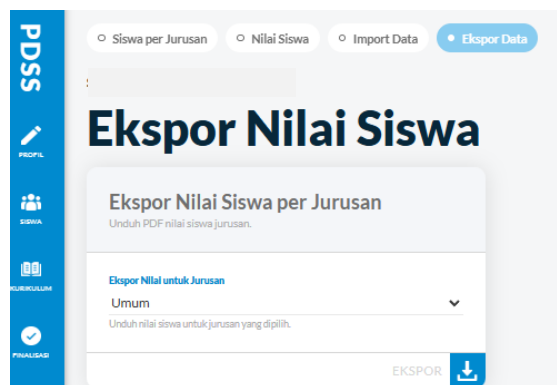 PDSS
PROFIL
SISWA
KURIKULUM
FINALISASI
Siswa per Jurusan Nilai Siswa Import Data Ekspor Data
Ekspor Nilai Siswa
Ekspor Nilai Siswa per Jurusan
Unduh PDF nilai siswa jurusan.
Ekspor Nilai untuk Jurusan
Umum
Unduh nilai siswa untuk jurusan yang dipilih.
EKSPOR